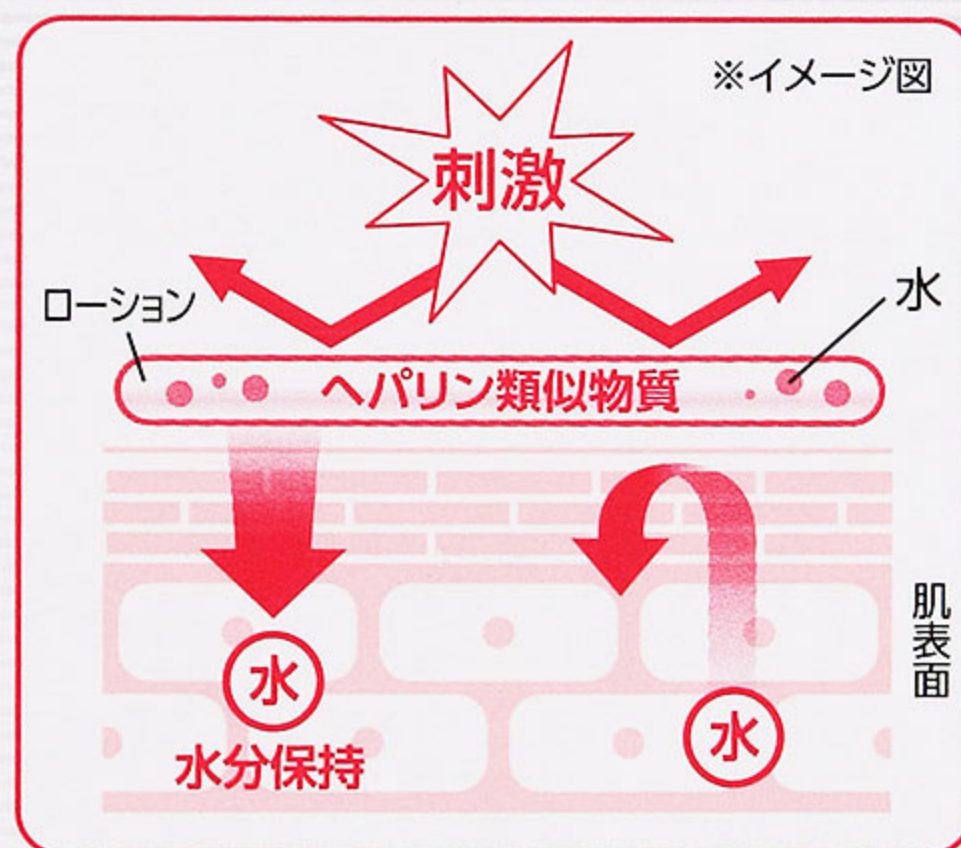 ※イメージ図
刺激
ローション
水
ヘパリン類似物質
肌表面
水
水分保持
水